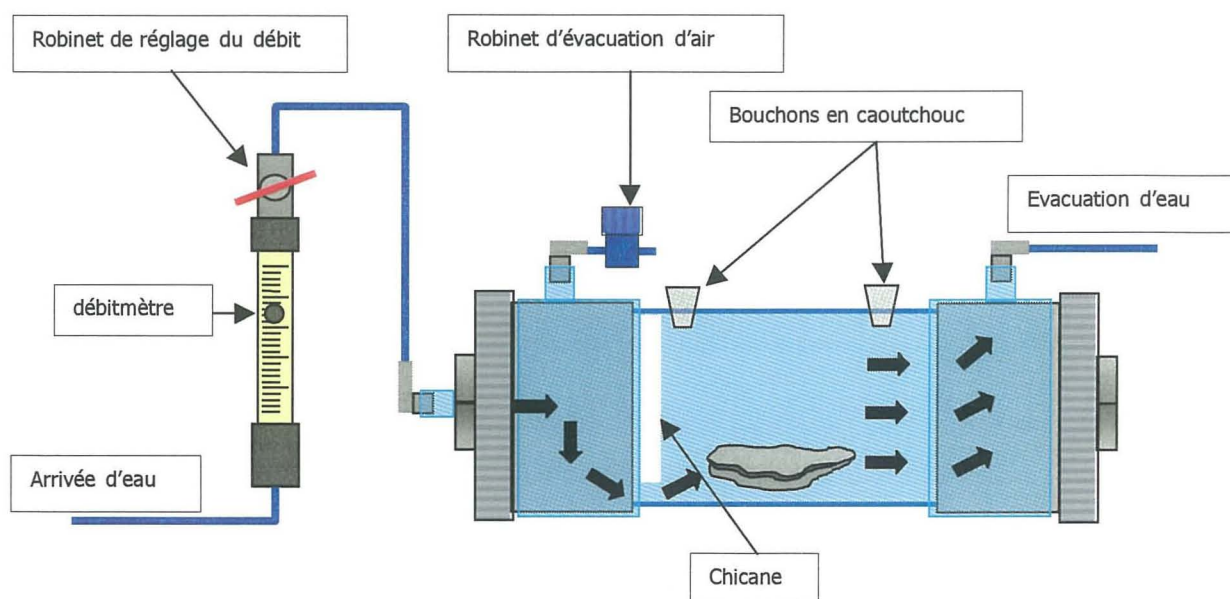 Robinet de réglage du débit
Robinet d'évacuation d'air
Bouchons en caoutchouc
Evacuation d'eau
débitmètre
Arrivée d'eau
Chicane